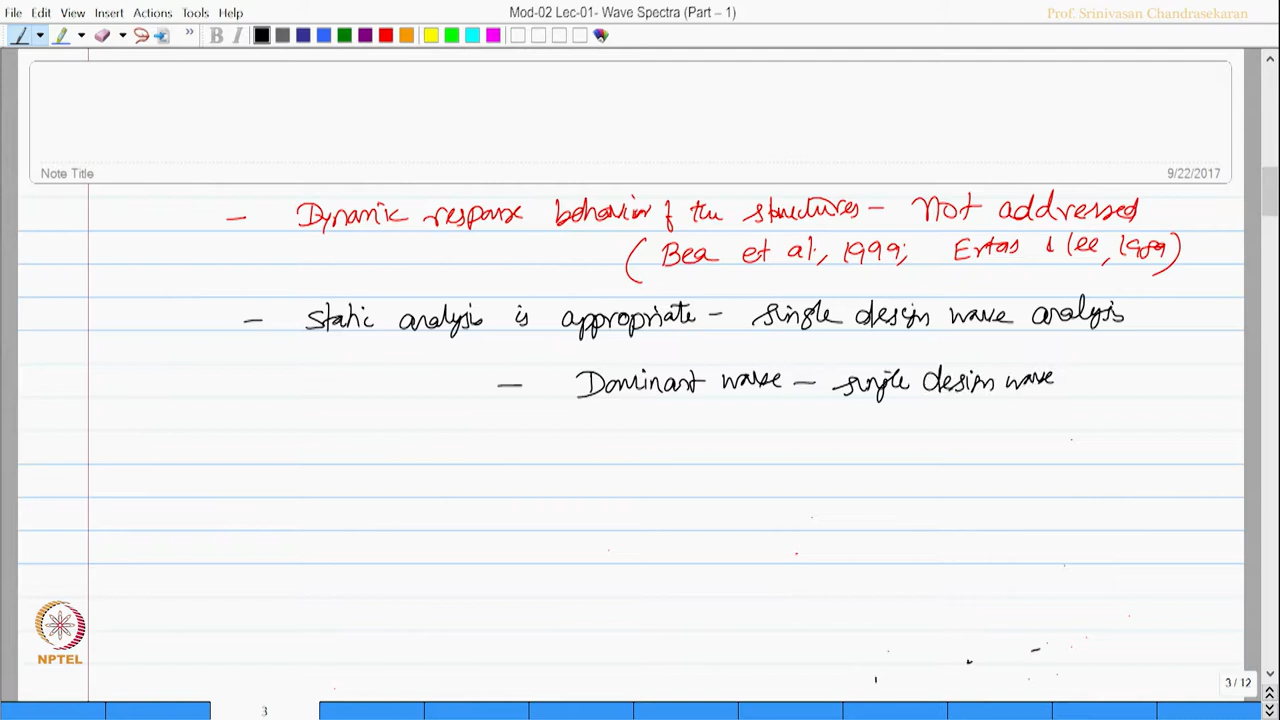 File Edit View Insert Actions Tools Help
Mod-02 Lec-01- Wave Spectra (Part – 1)
Prof. Srinivasan Chandrasekaran
B I
Note Title
9/22/2017
- Dynamic response behavior of the structures - Not addressed
(Bea et al., 1999; Ertas & Lee, 1989)
- Static analysis is appropriate - single design wave analysis
- Dominant wave - single design wave
NPTEL
3 / 12
3